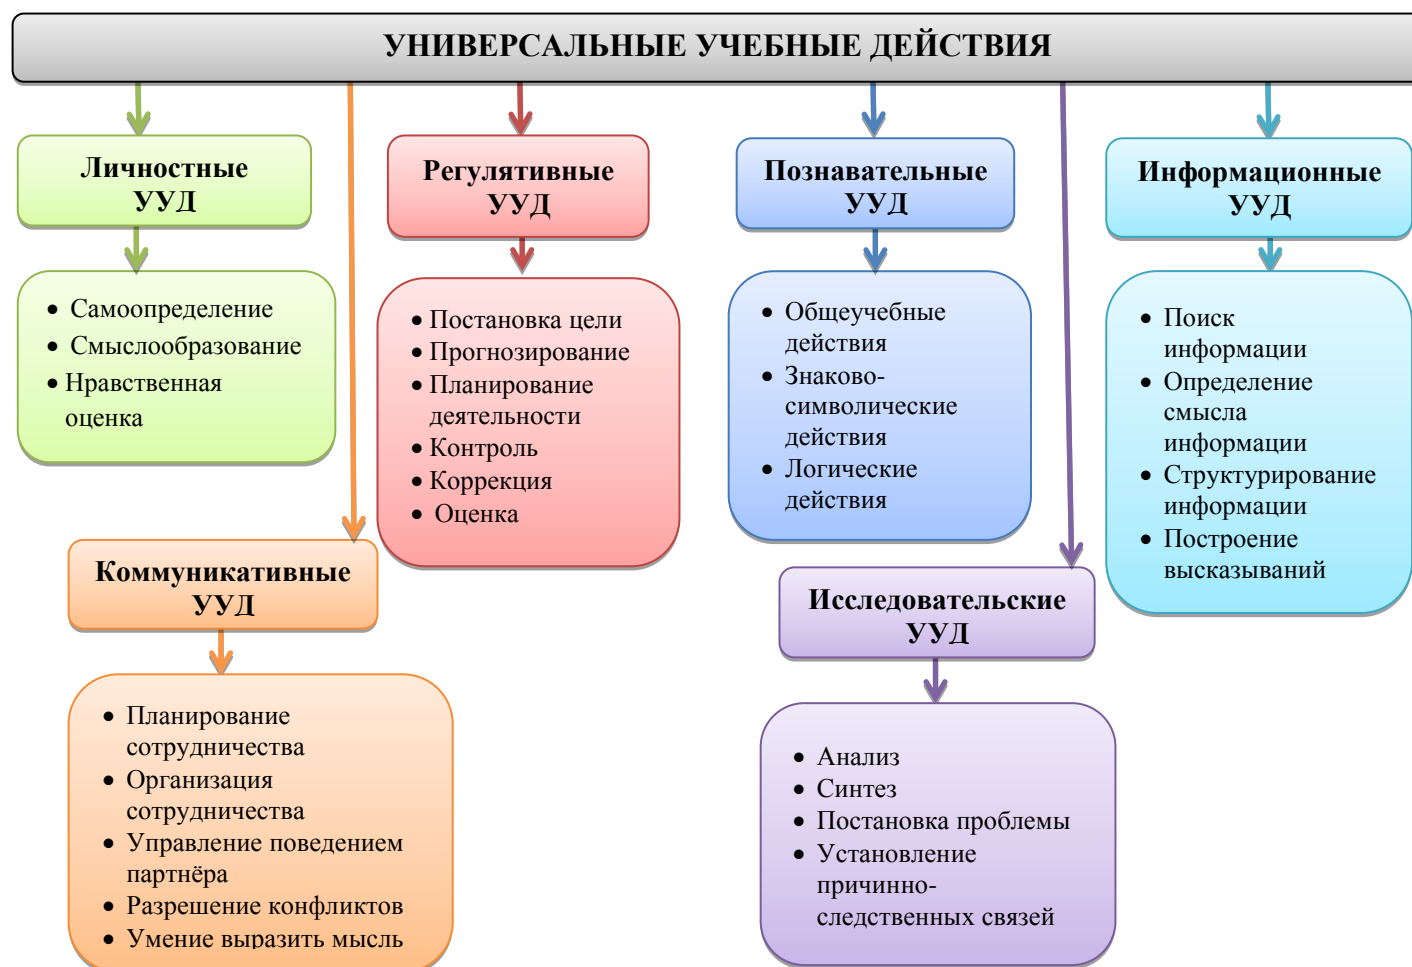 УНИВЕРСАЛЬНЫЕ УЧЕБНЫЕ ДЕЙСТВИЯ
Личностные
УУД
• Самоопределение
• Смыслообразование
• Нравственная
оценка
Регулятивные
УУД
• Постановка цели
• Прогнозирование
• Планирование
деятельности
• Контроль
• Коррекция
• Оценка
Познавательные
УУД
• Общеучебные
действия
• Знаково-
символические
действия
• Логические
действия
Информационные
УУД
• Поиск
информации
• Определение
смысла
информации
• Структурирование
информации
• Построение
высказываний
Коммуникативные
УУД
• Планирование
сотрудничества
• Организация
сотрудничества
• Управление поведением
партнёра
• Разрешение конфликтов
• Умение выразить мысль
Исследовательские
УУД
• Анализ
• Синтез
• Постановка проблемы
• Установление
причинно-
следственных связей